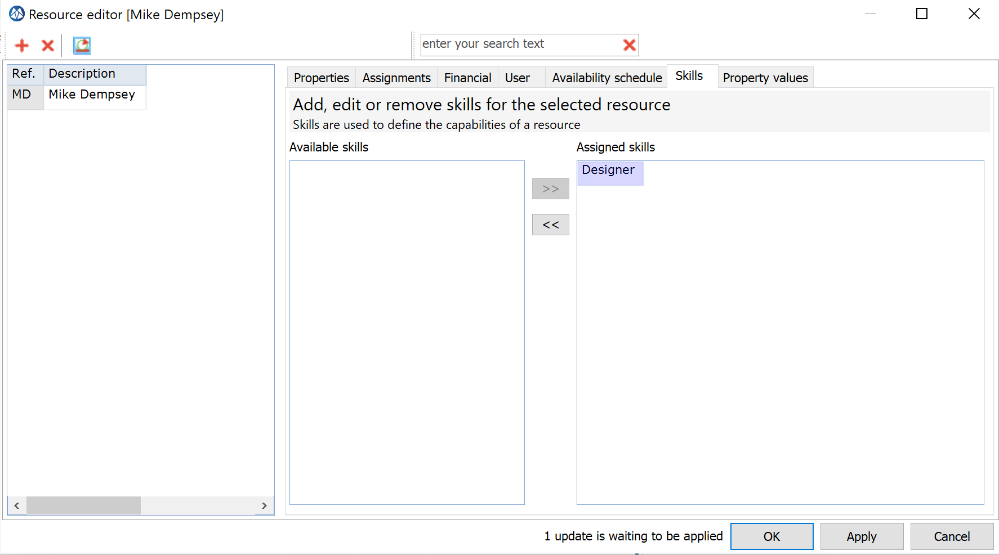 Resource editor [Mike Dempsey]
enter your search text
Ref. Description
MD Mike Dempsey
Properties Assignments Financial User Availability schedule Skills Property values
Add, edit or remove skills for the selected resource
Skills are used to define the capabilities of a resource
Available skills
Assigned skills
Designer
>>
<<
1 update is waiting to be applied
OK Apply Cancel